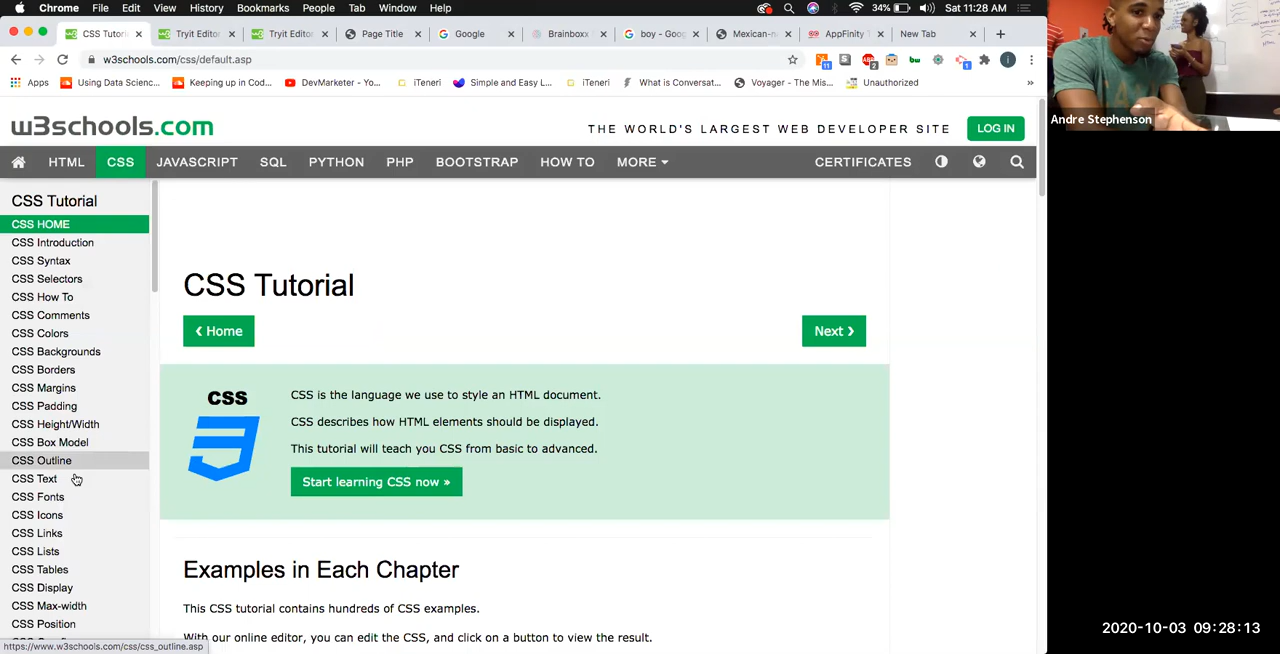 Chrome File Edit View History Bookmarks People Tab Window Help 34% Sat 11:28 AM
CSS Tutori Tryit Editor Tryit Editor Page Title Google Brainboxx boy - Goog Mexican-n AppFinity New Tab
w3schools.com/css/default.asp
Apps Using Data Scienc... Keeping up in Cod... DevMarketer - Yo... iTeneri Simple and Easy L... iTeneri What is Conversat... Voyager - The Mis... Unauthorized »
w3schools.com THE WORLD'S LARGEST WEB DEVELOPER SITE LOG IN
HTML CSS JAVASCRIPT SQL PYTHON PHP BOOTSTRAP HOW TO MORE CERTIFICATES
CSS Tutorial
CSS HOME
CSS Introduction
CSS Syntax
CSS Selectors
CSS How To
CSS Comments
CSS Colors
CSS Backgrounds
CSS Borders
CSS Margins
CSS Padding
CSS Height/Width
CSS Box Model
CSS Outline
CSS Text
CSS Fonts
CSS Icons
CSS Links
CSS Lists
CSS Tables
CSS Display
CSS Max-width
CSS Position
https://www.w3schools.com/css/css_outline.asp
CSS Tutorial
❮ Home Next ❯
CSS
CSS is the language we use to style an HTML document.
CSS describes how HTML elements should be displayed.
This tutorial will teach you CSS from basic to advanced.
Start learning CSS now »
Examples in Each Chapter
This CSS tutorial contains hundreds of CSS examples.
With our online editor, you can edit the CSS, and click on a button to view the result.
Andre Stephenson
2020-10-03 09:28:13